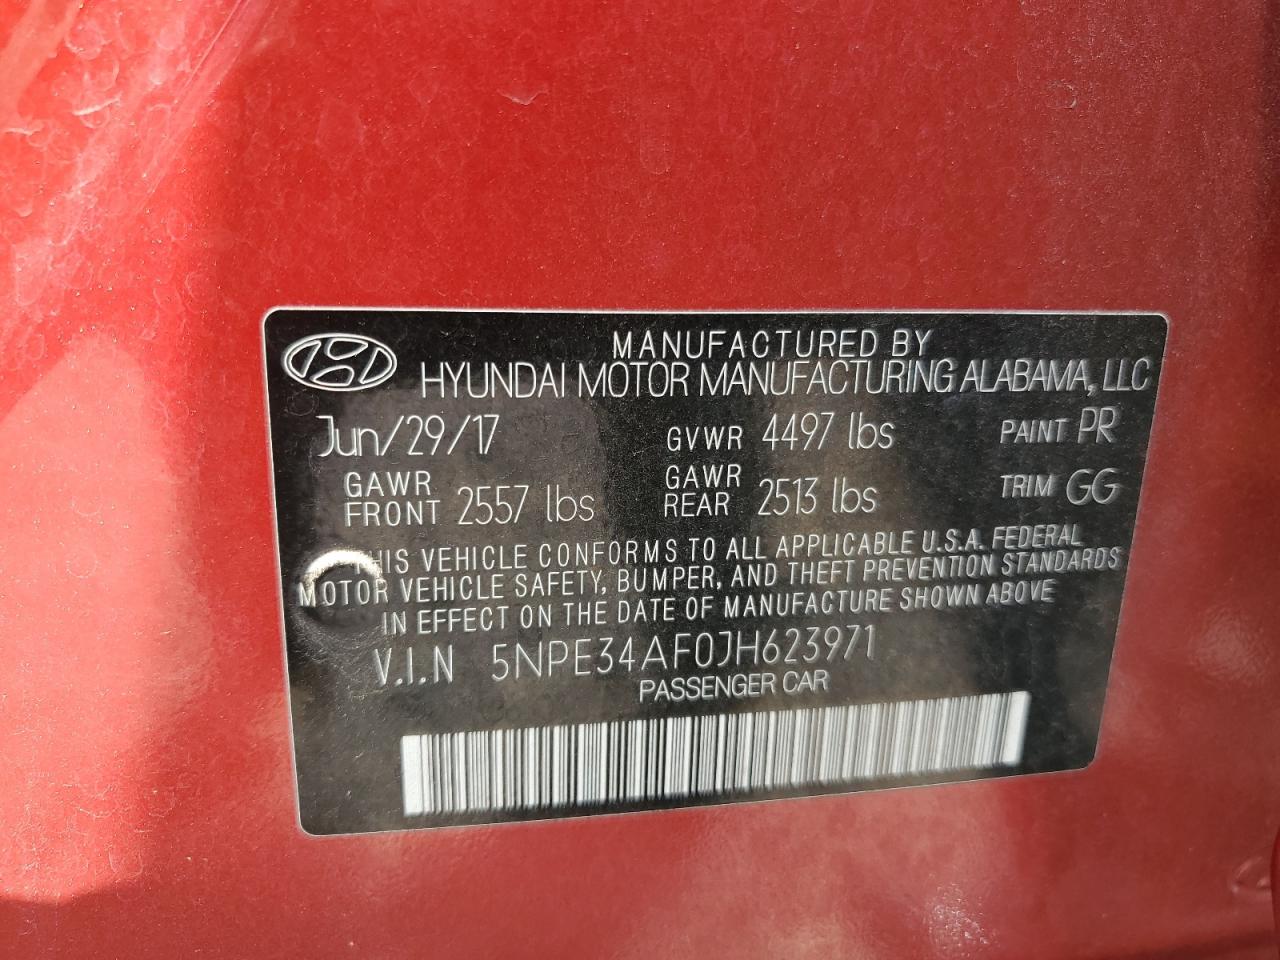 MANUFACTURED BY
HYUNDAI MOTOR MANUFACTURING ALABAMA, LLC
Jun/29/17 GVWR 4497 lbs PAINT PR
GAWR FRONT 2557 lbs GAWR REAR 2513 lbs TRIM GG
THIS VEHICLE CONFORMS TO ALL APPLICABLE U.S.A. FEDERAL
MOTOR VEHICLE SAFETY, BUMPER, AND THEFT PREVENTION STANDARDS
IN EFFECT ON THE DATE OF MANUFACTURE SHOWN ABOVE
V.I.N 5NPE34AF0JH623971
PASSENGER CAR